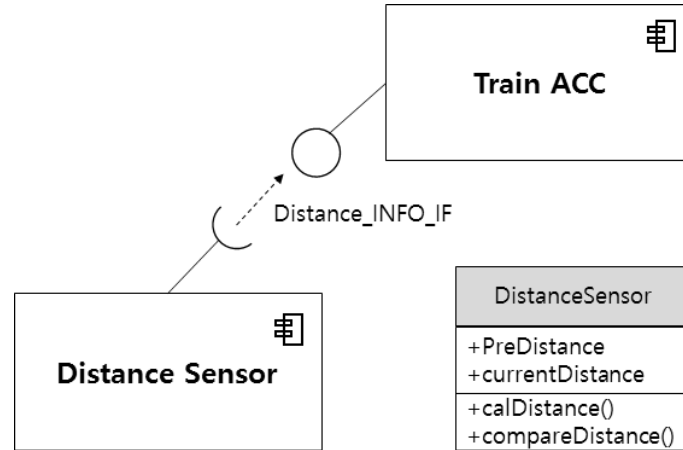 Train ACC
Distance_INFO_IF
Distance Sensor
DistanceSensor
+PreDistance
+currentDistance
+calDistance()
+compareDistance()